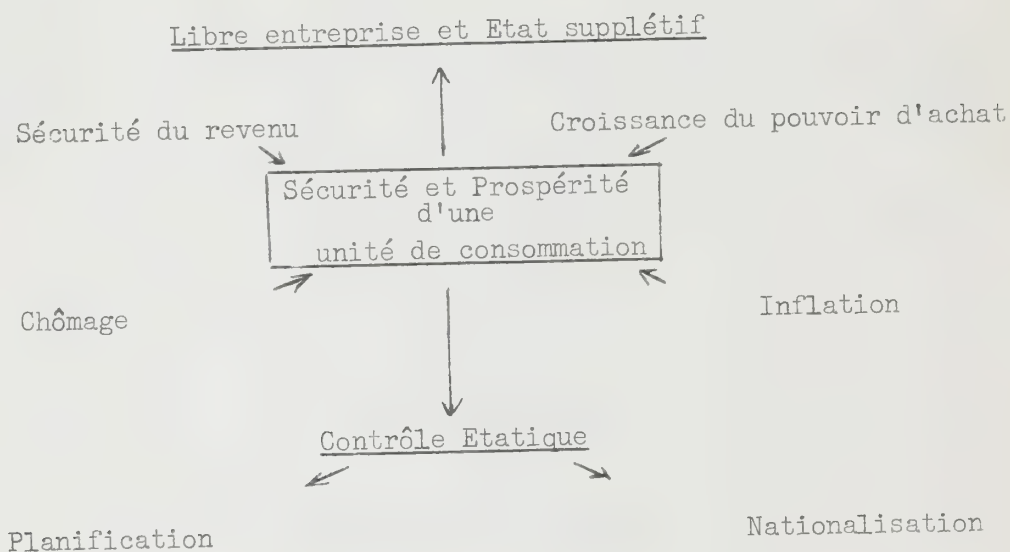 Libre entreprise et Etat supplétif
Sécurité du revenu
Croissance du pouvoir d'achat
Sécurité et Prospérité
d'une
unité de consommation
Chômage
Inflation
Contrôle Etatique
Planification
Nationalisation